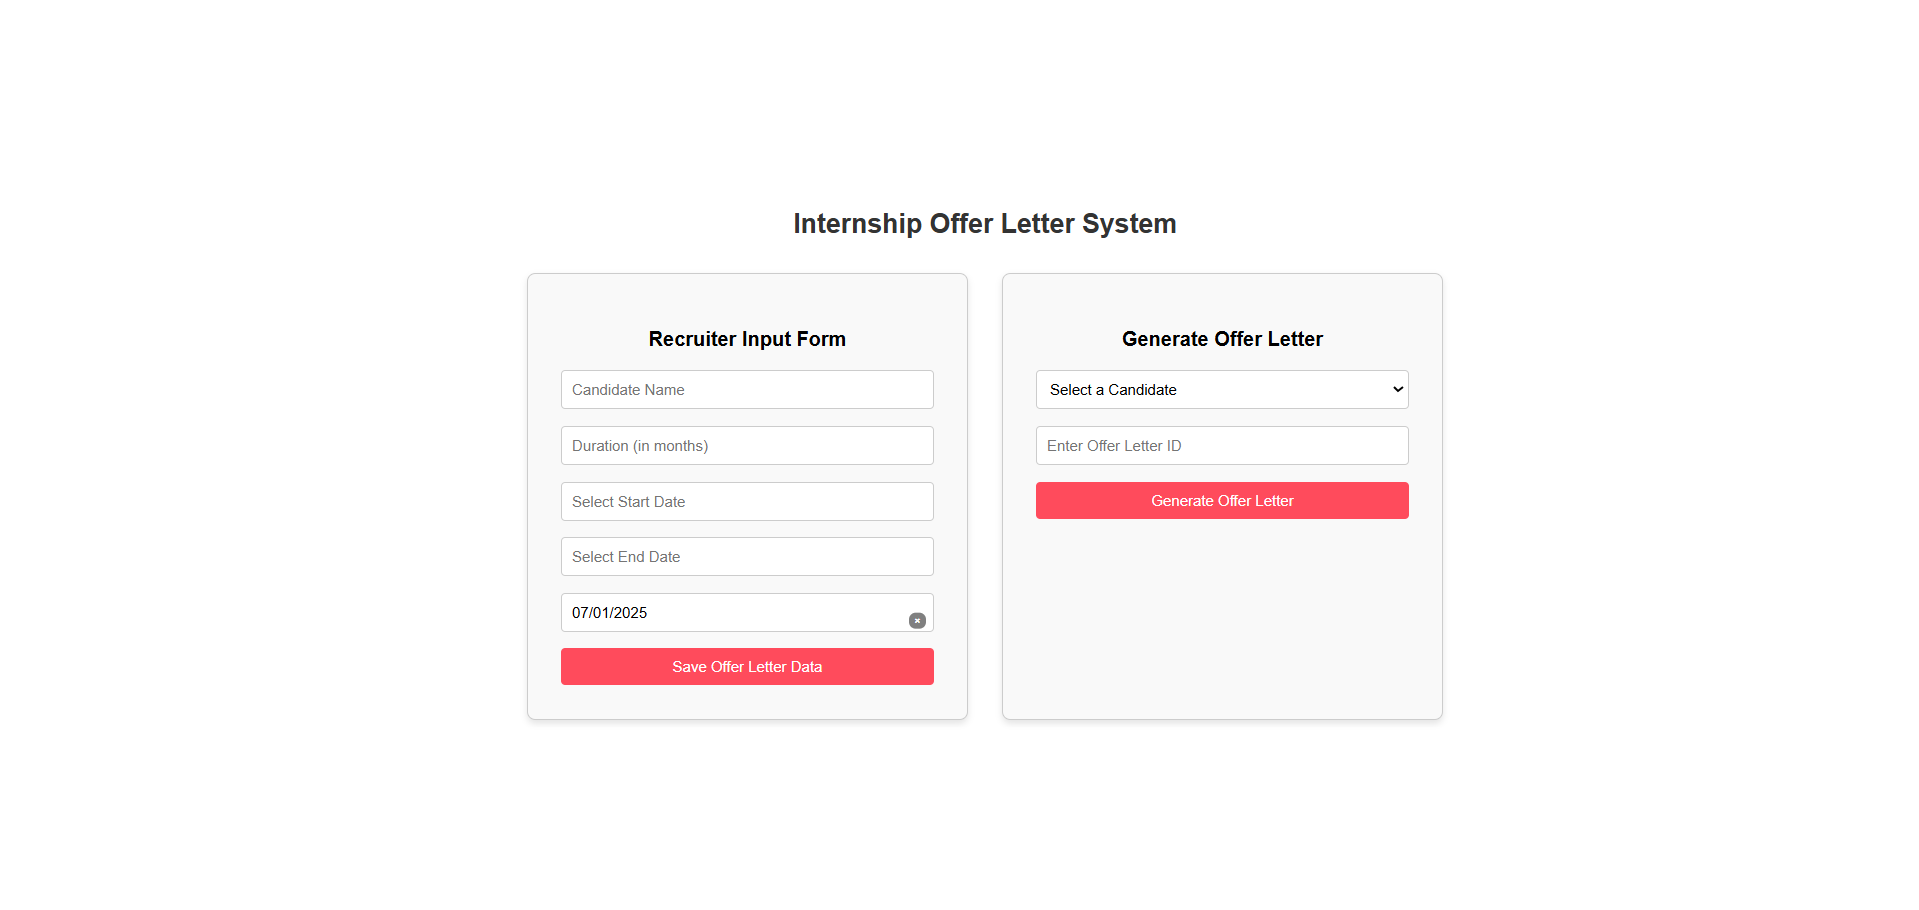 Internship Offer Letter System
Recruiter Input Form
Candidate Name
Duration (in months)
Select Start Date
Select End Date
07/01/2025
Save Offer Letter Data
Generate Offer Letter
Select a Candidate
Enter Offer Letter ID
Generate Offer Letter